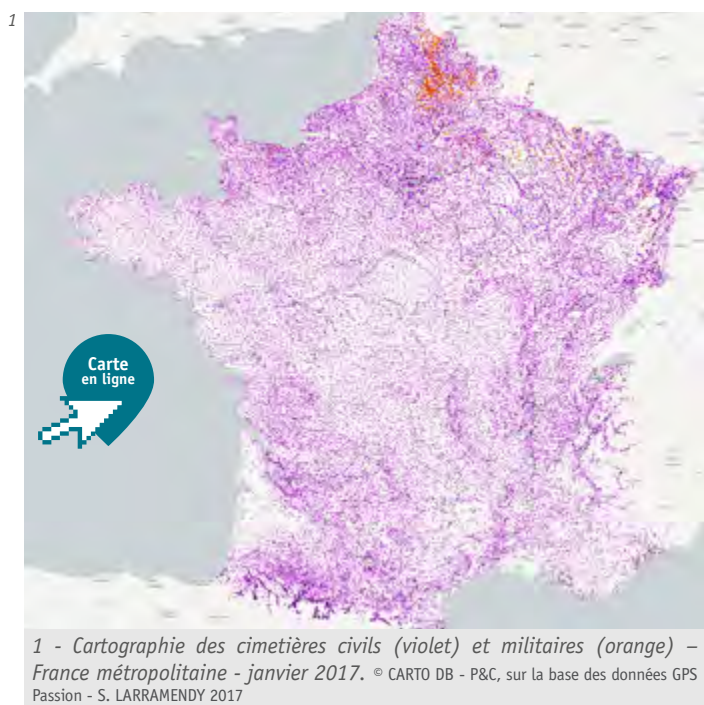 1
Carte
en ligne
1 - Cartographie des cimetières civils (violet) et militaires (orange) –
France métropolitaine - janvier 2017. © CARTO DB - P&C, sur la base des données GPS
Passion - S. LARRAMENDY 2017